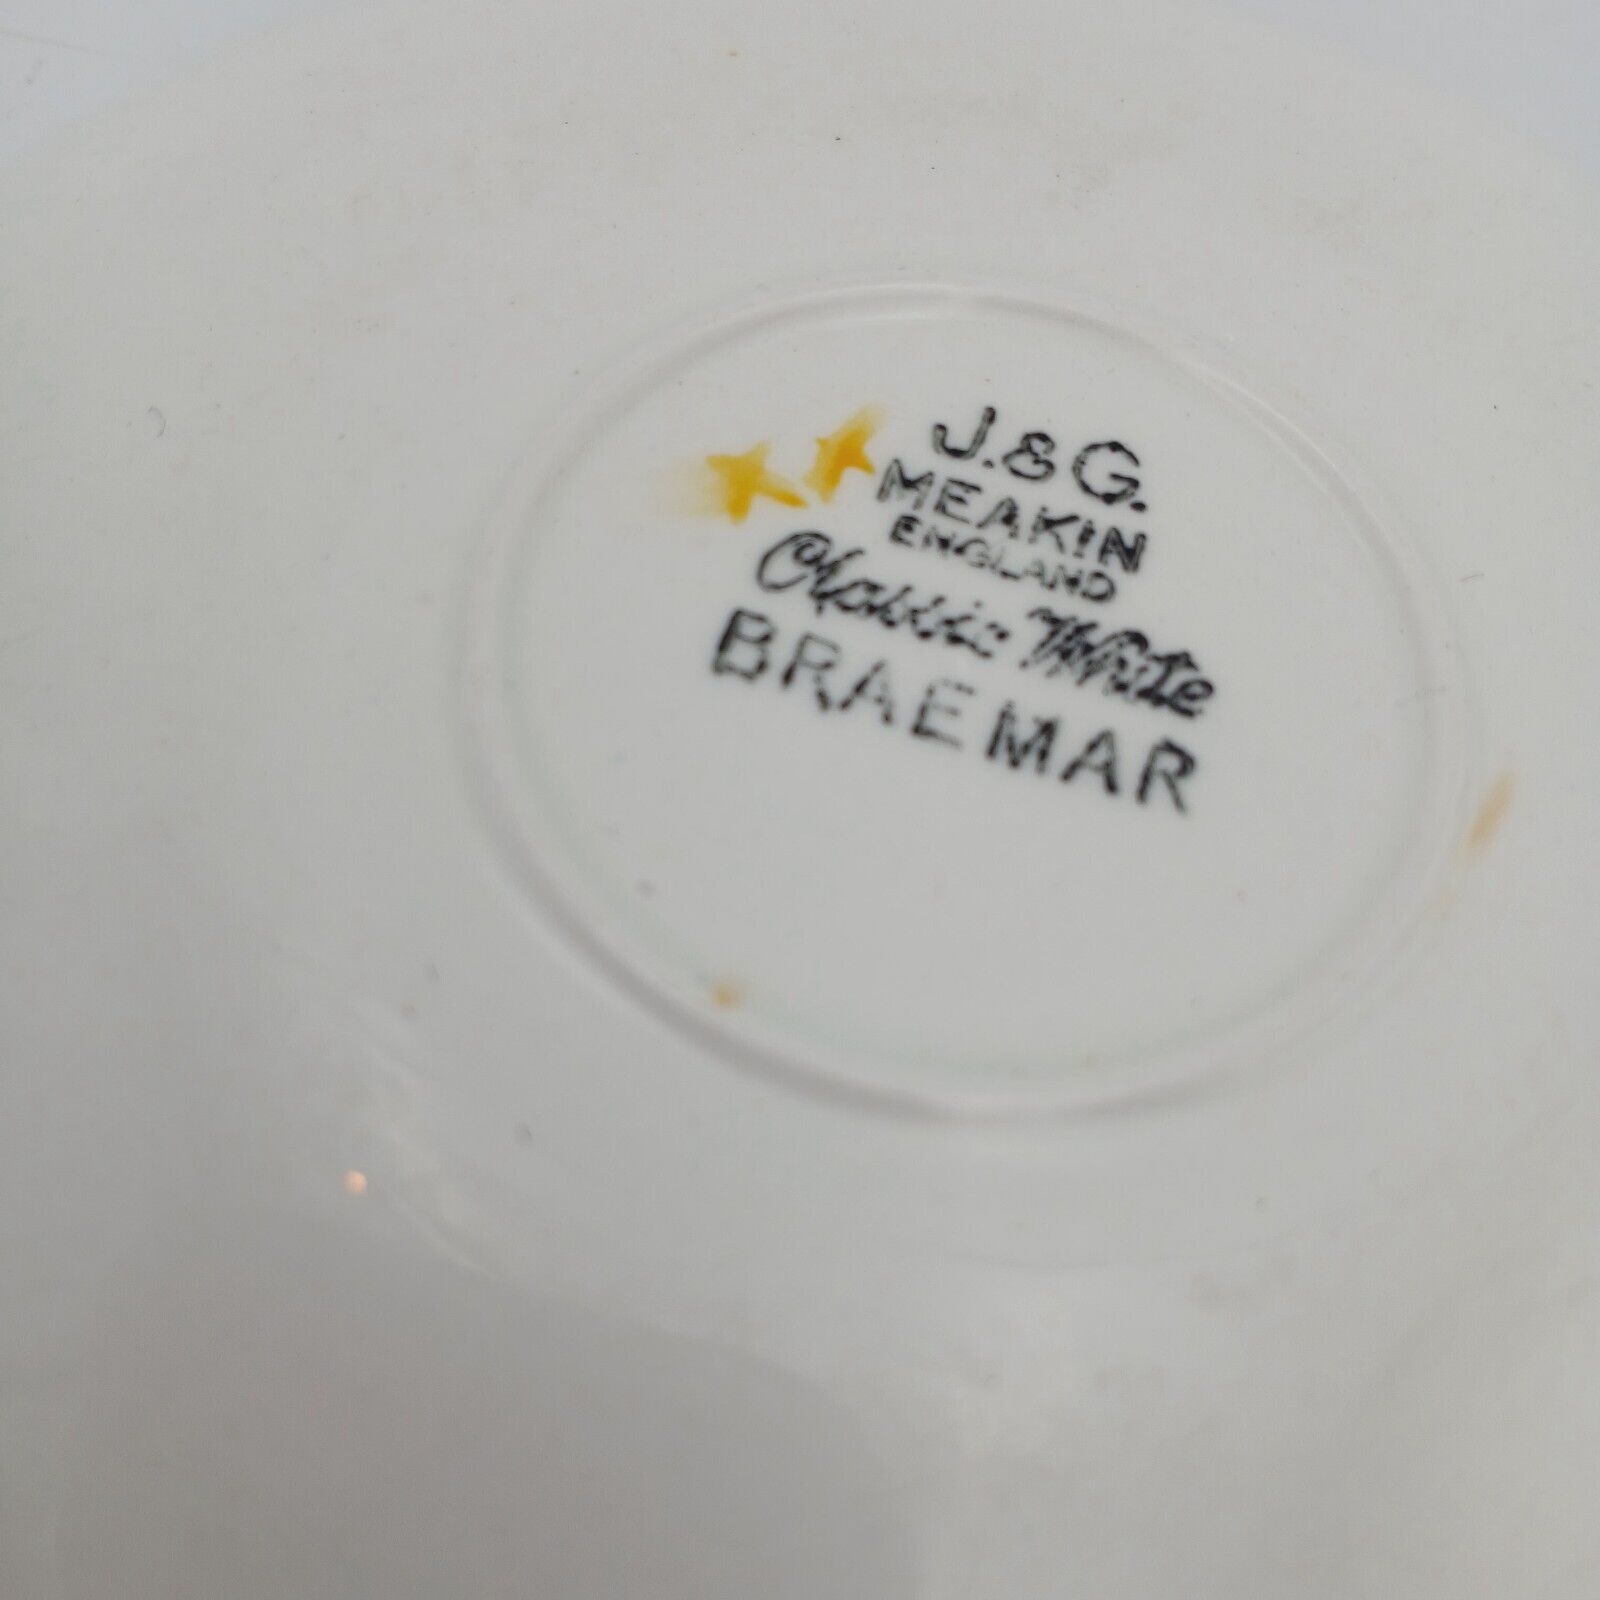 J.&G.
MEAKIN
ENGLAND
Classic White
BRAEMAR